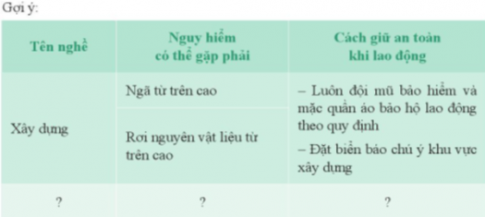 Gợi ý:
Tên nghề
Nguy hiểm
có thể gặp phải
Cách giữ an toàn
khi lao động
Xây dựng
Ngã từ trên cao
Rơi nguyên vật liệu từ
trên cao
– Luôn đội mũ bảo hiểm và
mặc quần áo bảo hộ lao động
theo quy định
– Đặt biển báo chú ý khu vực
xây dựng
?
?
?